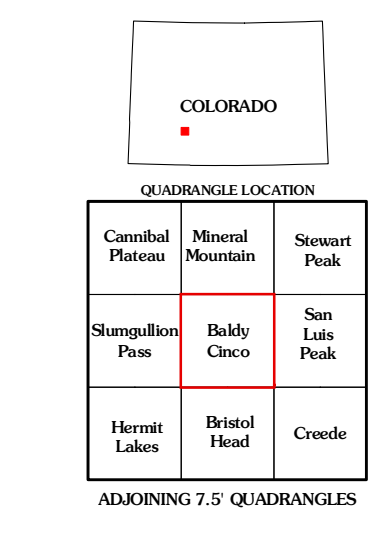 COLORADO
QUADRANGLE LOCATION
Cannibal
Plateau
Mineral
Mountain
Stewart
Peak
Slumgullion
Pass
Baldy
Cinco
San
Luis
Peak
Hermit
Lakes
Bristol
Head
Creede
ADJOINING 7.5' QUADRANGLES